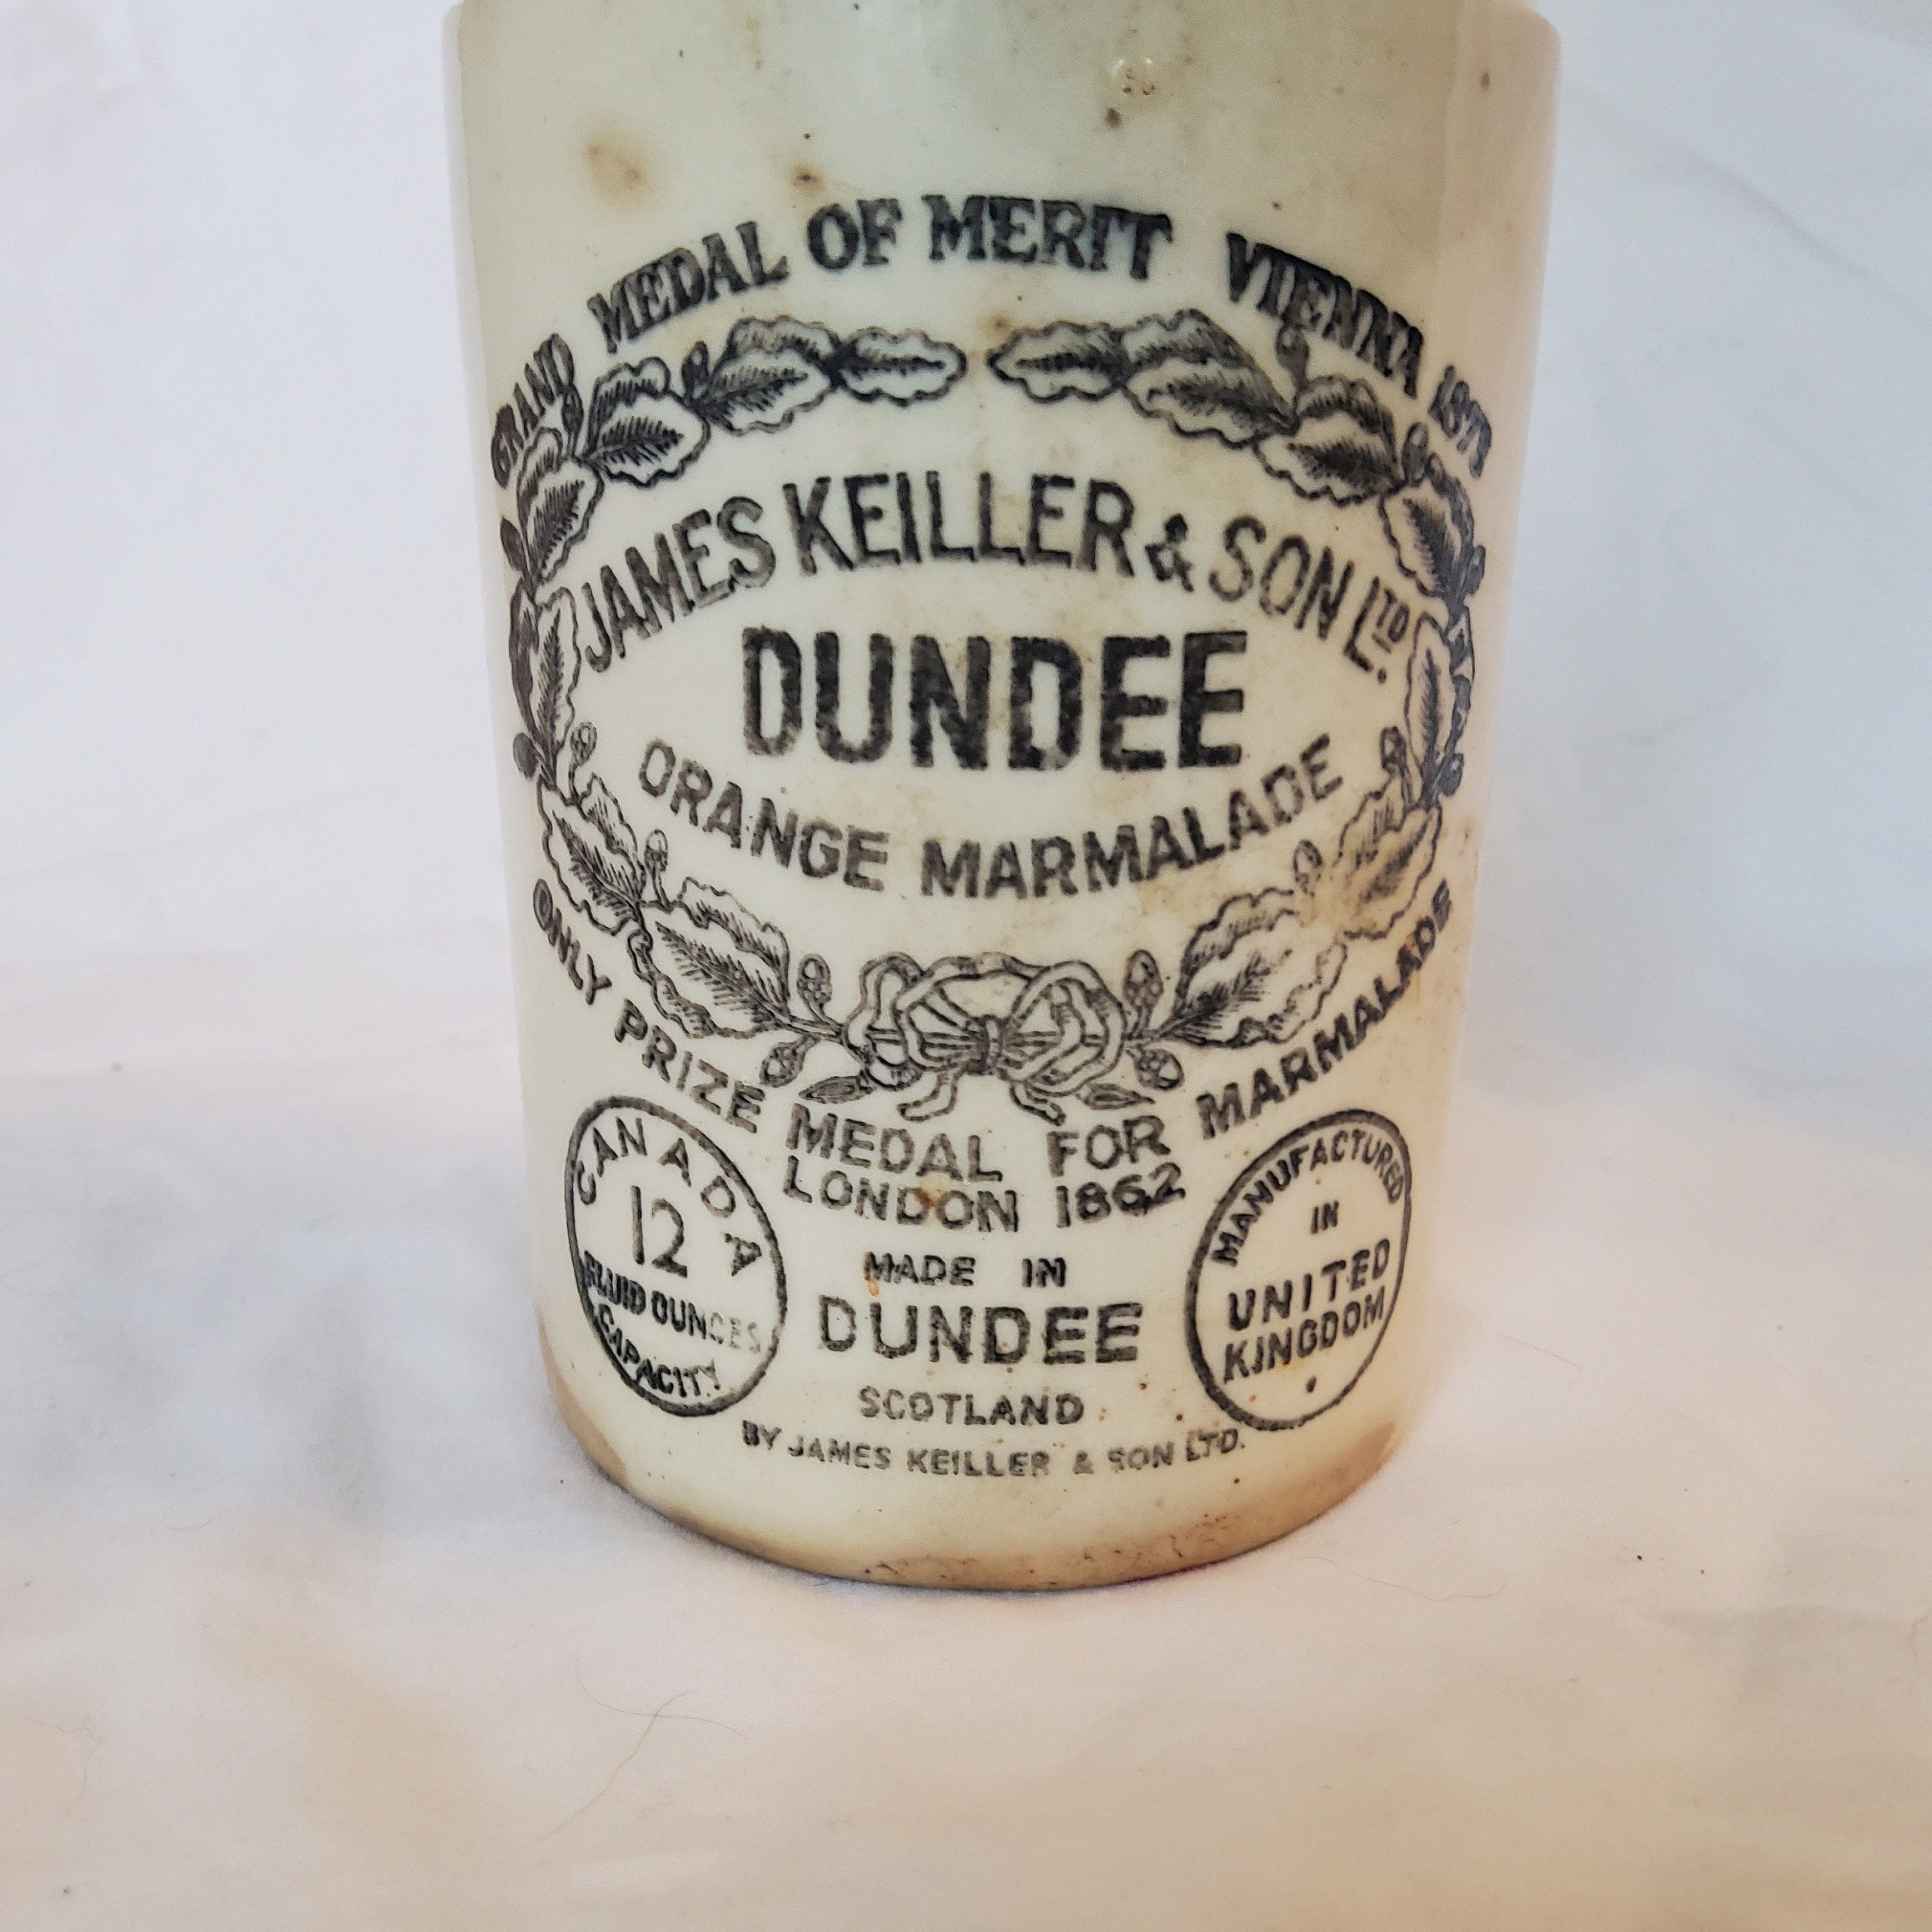 GRAND MEDAL OF MERIT VIENNA 1873
JAMES KEILLER & SON LTD.
DUNDEE
ORANGE MARMALADE
ONLY PRIZE MEDAL FOR MARMALADE
LONDON 1862
CANADA
12
FLUID OUNCES
CAPACITY
MADE IN
DUNDEE
SCOTLAND
BY JAMES KEILLER & SON LTD.
MANUFACTURED
IN
UNITED
KINGDOM